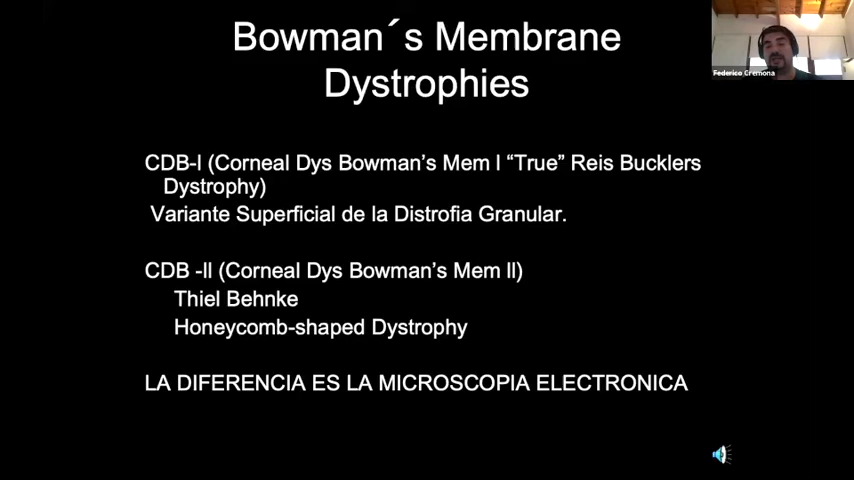 Bowman´s Membrane
Dystrophies
Federico Cremona
CDB-I (Corneal Dys Bowman's Mem I “True” Reis Bucklers
Dystrophy)
Variante Superficial de la Distrofia Granular.
CDB -II (Corneal Dys Bowman's Mem II)
Thiel Behnke
Honeycomb-shaped Dystrophy
LA DIFERENCIA ES LA MICROSCOPIA ELECTRONICA